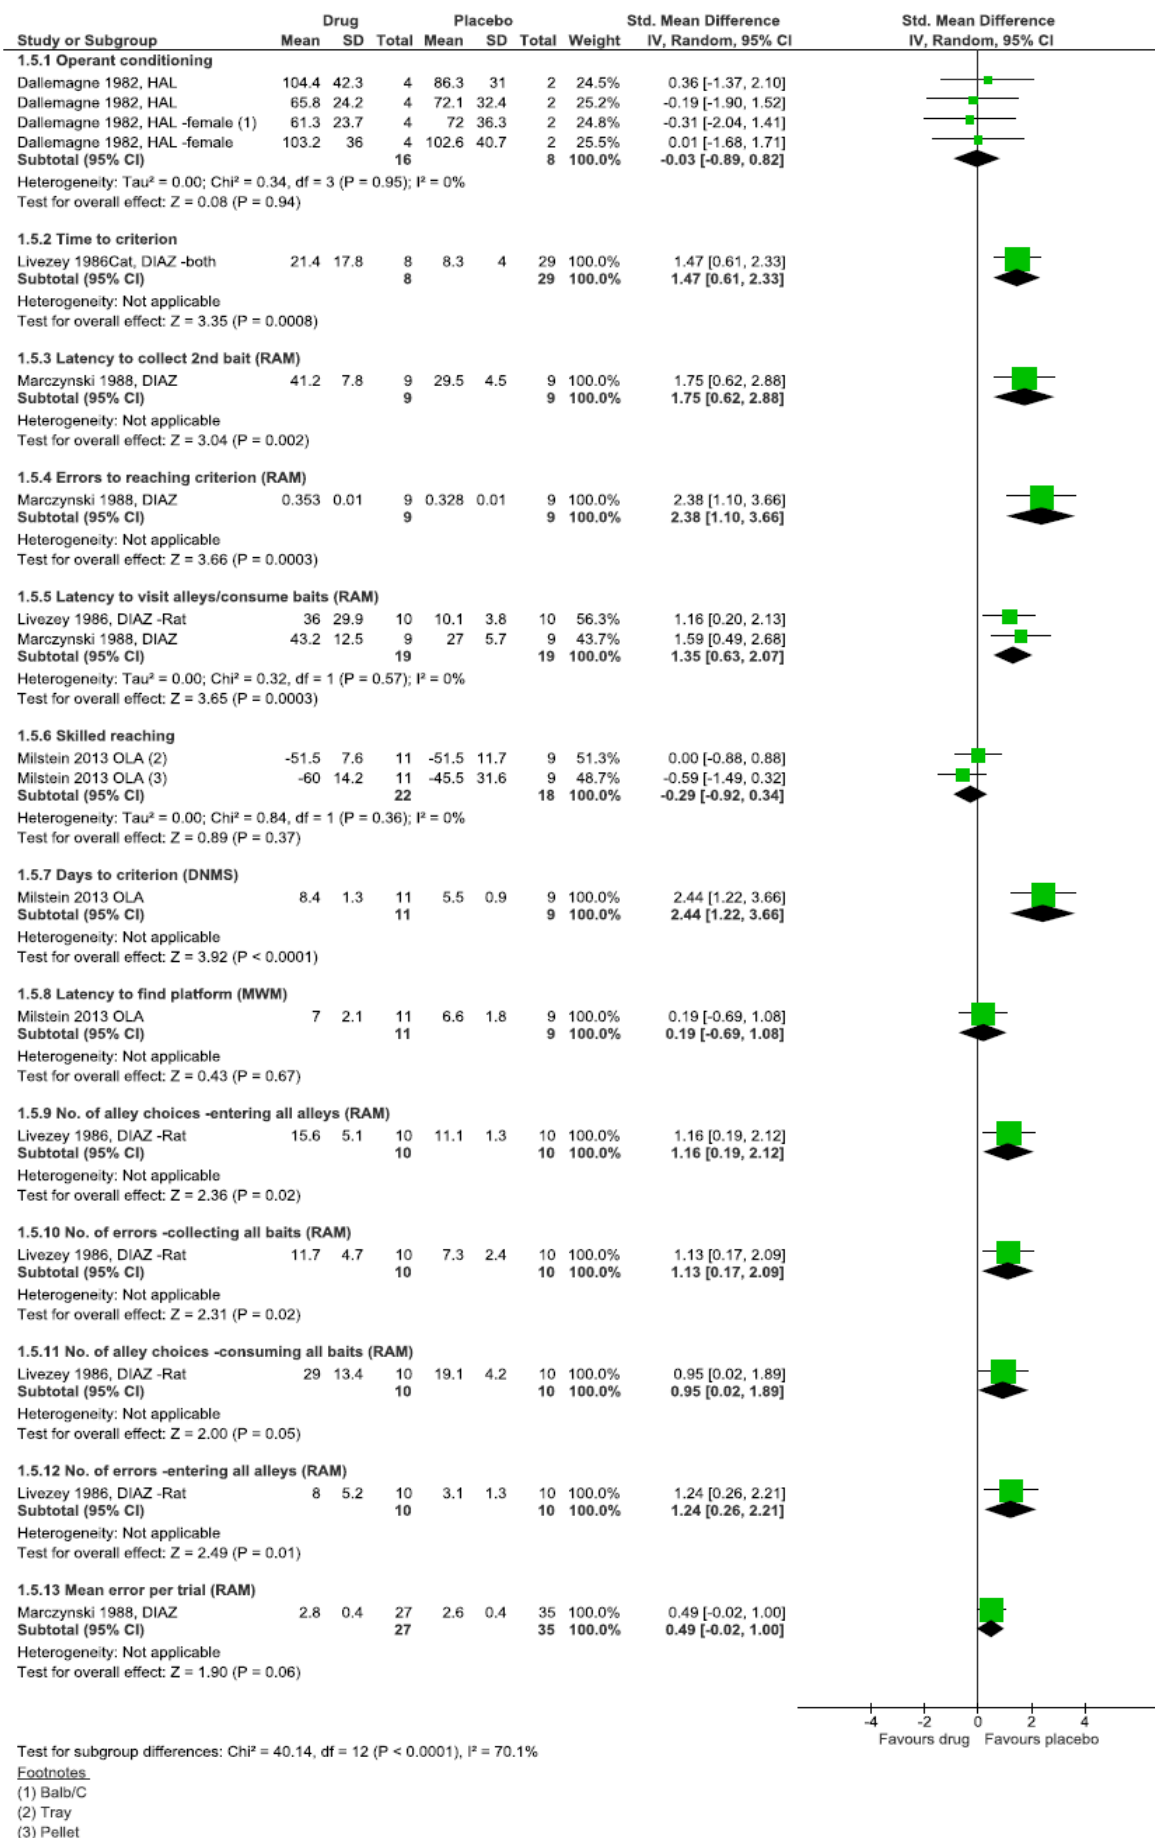 Drug Placebo Std. Mean Difference Std. Mean Difference
Study or Subgroup Mean SD Total Mean SD Total Weight IV, Random, 95% CI IV, Random, 95% CI
1.5.1 Operant conditioning
Dallemagne 1982, HAL 104.4 42.3 4 86.3 31 2 24.5% 0.36 [-1.37, 2.10]
Dallemagne 1982, HAL 65.8 24.2 4 72.1 32.4 2 25.2% -0.19 [-1.90, 1.52]
Dallemagne 1982, HAL -female (1) 61.3 23.7 4 72 36.3 2 24.8% -0.31 [-2.04, 1.41]
Dallemagne 1982, HAL -female 103.2 36 4 102.6 40.7 2 25.5% 0.01 [-1.68, 1.71]
Subtotal (95% CI) 16 8 100.0% -0.03 [-0.89, 0.82]
Heterogeneity: Tau² = 0.00; Chi² = 0.34, df = 3 (P = 0.95); I² = 0%
Test for overall effect: Z = 0.08 (P = 0.94)
1.5.2 Time to criterion
Livezey 1986Cat, DIAZ -both 21.4 17.8 8 8.3 4 29 100.0% 1.47 [0.61, 2.33]
Subtotal (95% CI) 8 29 100.0% 1.47 [0.61, 2.33]
Heterogeneity: Not applicable
Test for overall effect: Z = 3.35 (P = 0.0008)
1.5.3 Latency to collect 2nd bait (RAM)
Marczynski 1988, DIAZ 41.2 7.8 9 29.5 4.5 9 100.0% 1.75 [0.62, 2.88]
Subtotal (95% CI) 9 9 100.0% 1.75 [0.62, 2.88]
Heterogeneity: Not applicable
Test for overall effect: Z = 3.04 (P = 0.002)
1.5.4 Errors to reaching criterion (RAM)
Marczynski 1988, DIAZ 0.353 0.01 9 0.328 0.01 9 100.0% 2.38 [1.10, 3.66]
Subtotal (95% CI) 9 9 100.0% 2.38 [1.10, 3.66]
Heterogeneity: Not applicable
Test for overall effect: Z = 3.66 (P = 0.0003)
1.5.5 Latency to visit alleys/consume baits (RAM)
Livezey 1986, DIAZ -Rat 36 29.9 10 10.1 3.8 10 56.3% 1.16 [0.20, 2.13]
Marczynski 1988, DIAZ 43.2 12.5 9 27 5.7 9 43.7% 1.59 [0.49, 2.68]
Subtotal (95% CI) 19 19 100.0% 1.35 [0.63, 2.07]
Heterogeneity: Tau² = 0.00; Chi² = 0.32, df = 1 (P = 0.57); I² = 0%
Test for overall effect: Z = 3.65 (P = 0.0003)
1.5.6 Skilled reaching
Milstein 2013 OLA (2) -51.5 7.6 11 -51.5 11.7 9 51.3% 0.00 [-0.88, 0.88]
Milstein 2013 OLA (3) -60 14.2 11 -45.5 31.6 9 48.7% -0.59 [-1.49, 0.32]
Subtotal (95% CI) 22 18 100.0% -0.29 [-0.92, 0.34]
Heterogeneity: Tau² = 0.00; Chi² = 0.84, df = 1 (P = 0.36); I² = 0%
Test for overall effect: Z = 0.89 (P = 0.37)
1.5.7 Days to criterion (DNMS)
Milstein 2013 OLA 8.4 1.3 11 5.5 0.9 9 100.0% 2.44 [1.22, 3.66]
Subtotal (95% CI) 11 9 100.0% 2.44 [1.22, 3.66]
Heterogeneity: Not applicable
Test for overall effect: Z = 3.92 (P < 0.0001)
1.5.8 Latency to find platform (MWM)
Milstein 2013 OLA 7 2.1 11 6.6 1.8 9 100.0% 0.19 [-0.69, 1.08]
Subtotal (95% CI) 11 9 100.0% 0.19 [-0.69, 1.08]
Heterogeneity: Not applicable
Test for overall effect: Z = 0.43 (P = 0.67)
1.5.9 No. of alley choices -entering all alleys (RAM)
Livezey 1986, DIAZ -Rat 15.6 5.1 10 11.1 1.3 10 100.0% 1.16 [0.19, 2.12]
Subtotal (95% CI) 10 10 100.0% 1.16 [0.19, 2.12]
Heterogeneity: Not applicable
Test for overall effect: Z = 2.36 (P = 0.02)
1.5.10 No. of errors -collecting all baits (RAM)
Livezey 1986, DIAZ -Rat 11.7 4.7 10 7.3 2.4 10 100.0% 1.13 [0.17, 2.09]
Subtotal (95% CI) 10 10 100.0% 1.13 [0.17, 2.09]
Heterogeneity: Not applicable
Test for overall effect: Z = 2.31 (P = 0.02)
1.5.11 No. of alley choices -consuming all baits (RAM)
Livezey 1986, DIAZ -Rat 29 13.4 10 19.1 4.2 10 100.0% 0.95 [0.02, 1.89]
Subtotal (95% CI) 10 10 100.0% 0.95 [0.02, 1.89]
Heterogeneity: Not applicable
Test for overall effect: Z = 2.00 (P = 0.05)
1.5.12 No. of errors -entering all alleys (RAM)
Livezey 1986, DIAZ -Rat 8 5.2 10 3.1 1.3 10 100.0% 1.24 [0.26, 2.21]
Subtotal (95% CI) 10 10 100.0% 1.24 [0.26, 2.21]
Heterogeneity: Not applicable
Test for overall effect: Z = 2.49 (P = 0.01)
1.5.13 Mean error per trial (RAM)
Marczynski 1988, DIAZ 2.8 0.4 27 2.6 0.4 35 100.0% 0.49 [-0.02, 1.00]
Subtotal (95% CI) 27 35 100.0% 0.49 [-0.02, 1.00]
Heterogeneity: Not applicable
Test for overall effect: Z = 1.90 (P = 0.06)
-4 -2 0 2 4
Favours drug Favours placebo
Test for subgroup differences: Chi² = 40.14, df = 12 (P < 0.0001), I² = 70.1%
Footnotes
(1) Balb/C
(2) Tray
(3) Pellet